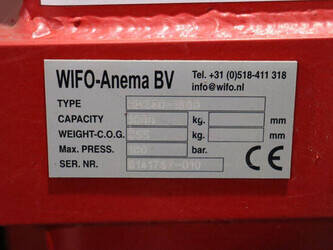 WIFO-Anema BV
Tel. +31 (0)518-411 318
info@wifo.nl
TYPE
CAPACITY kg. mm
WEIGHT-C.O.G. kg. mm
Max. PRESS. bar.
SER. NR. CE